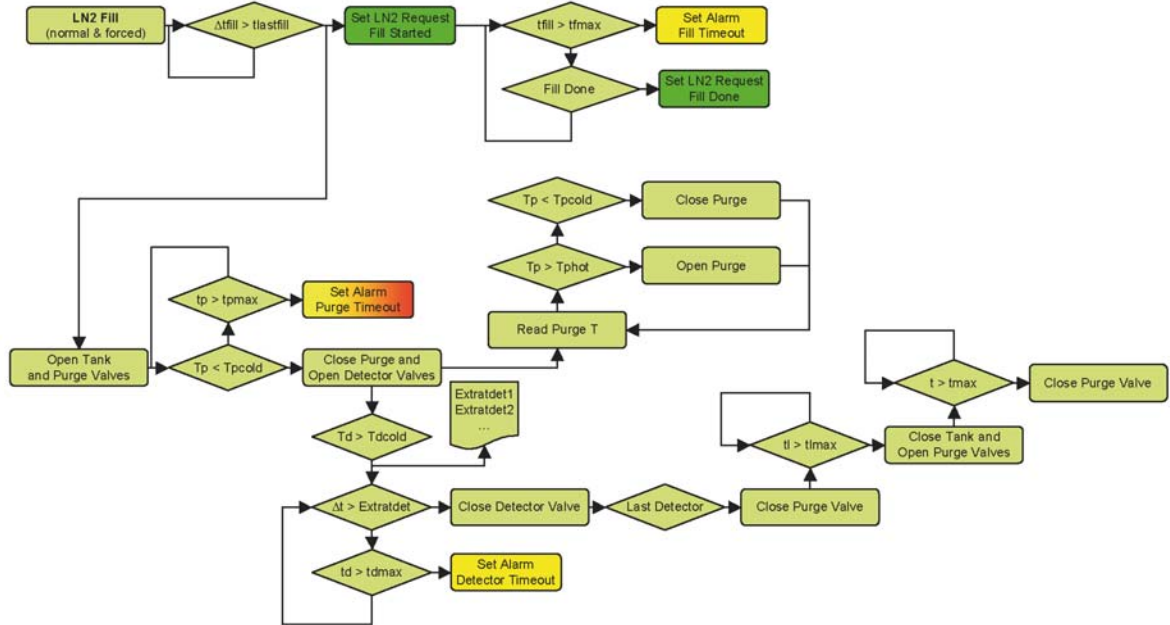 LN2 Fill
(normal & forced)
Δtfill > tlastfill
Set LN2 Request
Fill Started
tfill > tfmax
Set Alarm
Fill Timeout
Fill Done
Set LN2 Request
Fill Done
Tp < Tpcold
Close Purge
Tp > Tphot
Open Purge
Read Purge T
tp > tpmax
Set Alarm
Purge Timeout
Open Tank
and Purge Valves
Tp < Tpcold
Close Purge and
Open Detector Valves
Extratdet1
Extratdet2
...
Td > Tdcold
Δt > Extratdet
Close Detector Valve
Last Detector
Close Purge Valve
tl > tlmax
Close Tank and
Open Purge Valves
t > tmax
Close Purge Valve
td > tdmax
Set Alarm
Detector Timeout